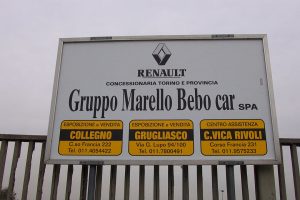 RENAULT
CONCESSIONARIA TORINO E PROVINCIA
Gruppo Marello Bebo car SPA
ESPOSIZIONE e VENDITA
COLLEGNO
C.so Francia 222
Tel. 011.4054422
ESPOSIZIONE e VENDITA
GRUGLIASCO
Via G. Lupo 94/100
Tel. 011.7800491
CENTRO ASSISTENZA
C.VICA RIVOLI
Corso Francia 231
Tel. 011.9575233